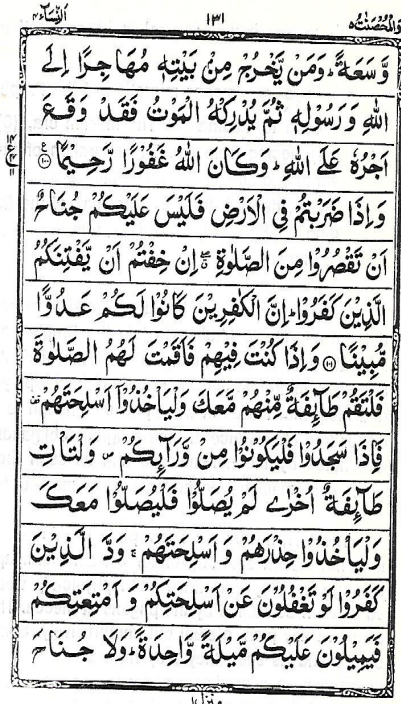 والمحصنت ٥ ١٣١ النسآء ٤
وَّسَعَةً ؕ وَمَنْ يَّخْرُجْ مِنْۢ بَيْتِهٖ مُهَاجِرًا اِلَى
اللّٰهِ وَرَسُوْلِهٖ ثُمَّ يُدْرِكْهُ الْمَوْتُ فَقَدْ وَقَعَ
اَجْرُهٗ عَلَى اللّٰهِ ؕ وَكَانَ اللّٰهُ غَفُوْرًا رَّحِيْمًا ۝١٠٠
وَاِذَا ضَرَبْتُمْ فِي الْاَرْضِ فَلَيْسَ عَلَيْكُمْ جُنَاحٌ
اَنْ تَقْصُرُوْا مِنَ الصَّلٰوةِ ۖ اِنْ خِفْتُمْ اَنْ يَّفْتِنَكُمُ
الَّذِيْنَ كَفَرُوْا ؕ اِنَّ الْكٰفِرِيْنَ كَانُوْا لَكُمْ عَدُوًّا
مُّبِيْنًا ۝١٠١ وَاِذَا كُنْتَ فِيْهِمْ فَاَقَمْتَ لَهُمُ الصَّلٰوةَ
فَلْتَقُمْ طَآئِفَةٌ مِّنْهُمْ مَّعَكَ وَلْيَاْخُذُوْٓا اَسْلِحَتَهُمْ ۫
فَاِذَا سَجَدُوْا فَلْيَكُوْنُوْا مِنْ وَّرَآئِكُمْ ۪ وَلْتَاْتِ
طَآئِفَةٌ اُخْرٰى لَمْ يُصَلُّوْا فَلْيُصَلُّوْا مَعَكَ
وَلْيَاْخُذُوْا حِذْرَهُمْ وَاَسْلِحَتَهُمْ ۚ وَدَّ الَّذِيْنَ
كَفَرُوْا لَوْ تَغْفُلُوْنَ عَنْ اَسْلِحَتِكُمْ وَاَمْتِعَتِكُمْ
فَيَمِيْلُوْنَ عَلَيْكُمْ مَّيْلَةً وَّاحِدَةً ؕ وَلَا جُنَاحَ